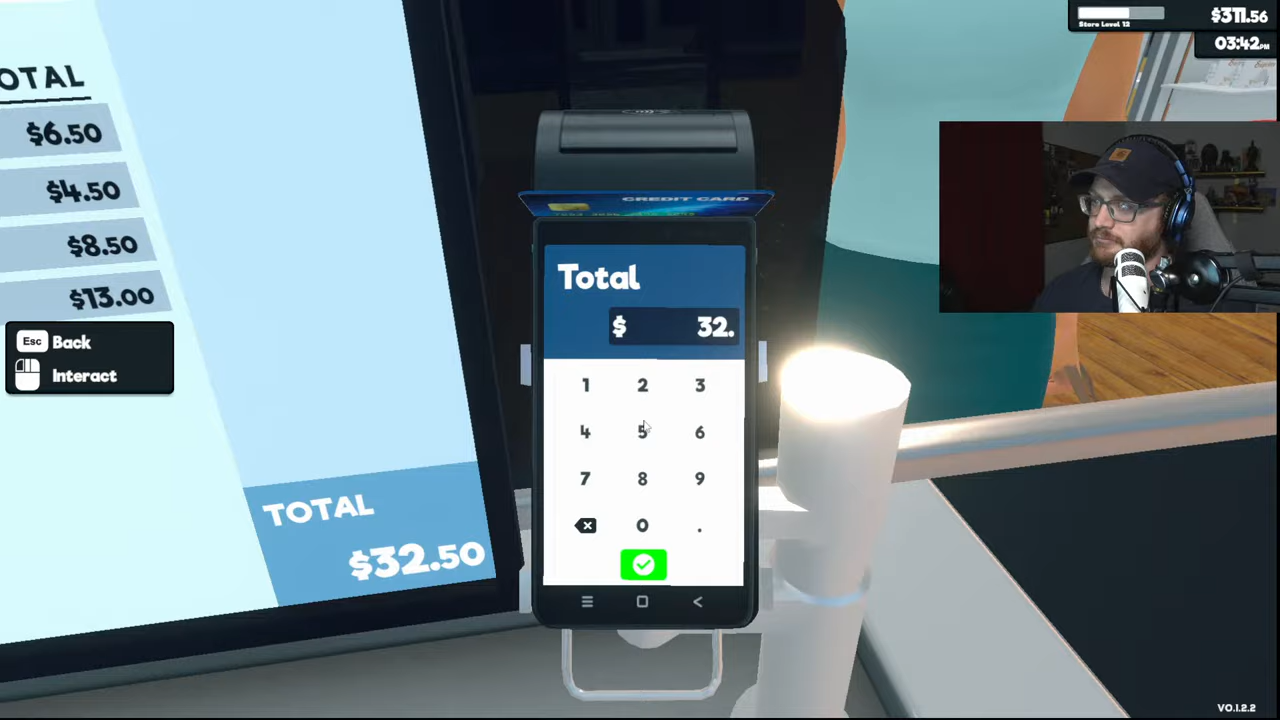 $311.56
Store Level 12
03:42PM
OTAL
$6.50
$4.50
$8.50
$13.00
Esc Back
Interact
TOTAL
$32.50
CREDIT CARD
Total
$ 32.
1 2 3
4 5 6
7 8 9
0 .
V0.1.2.2